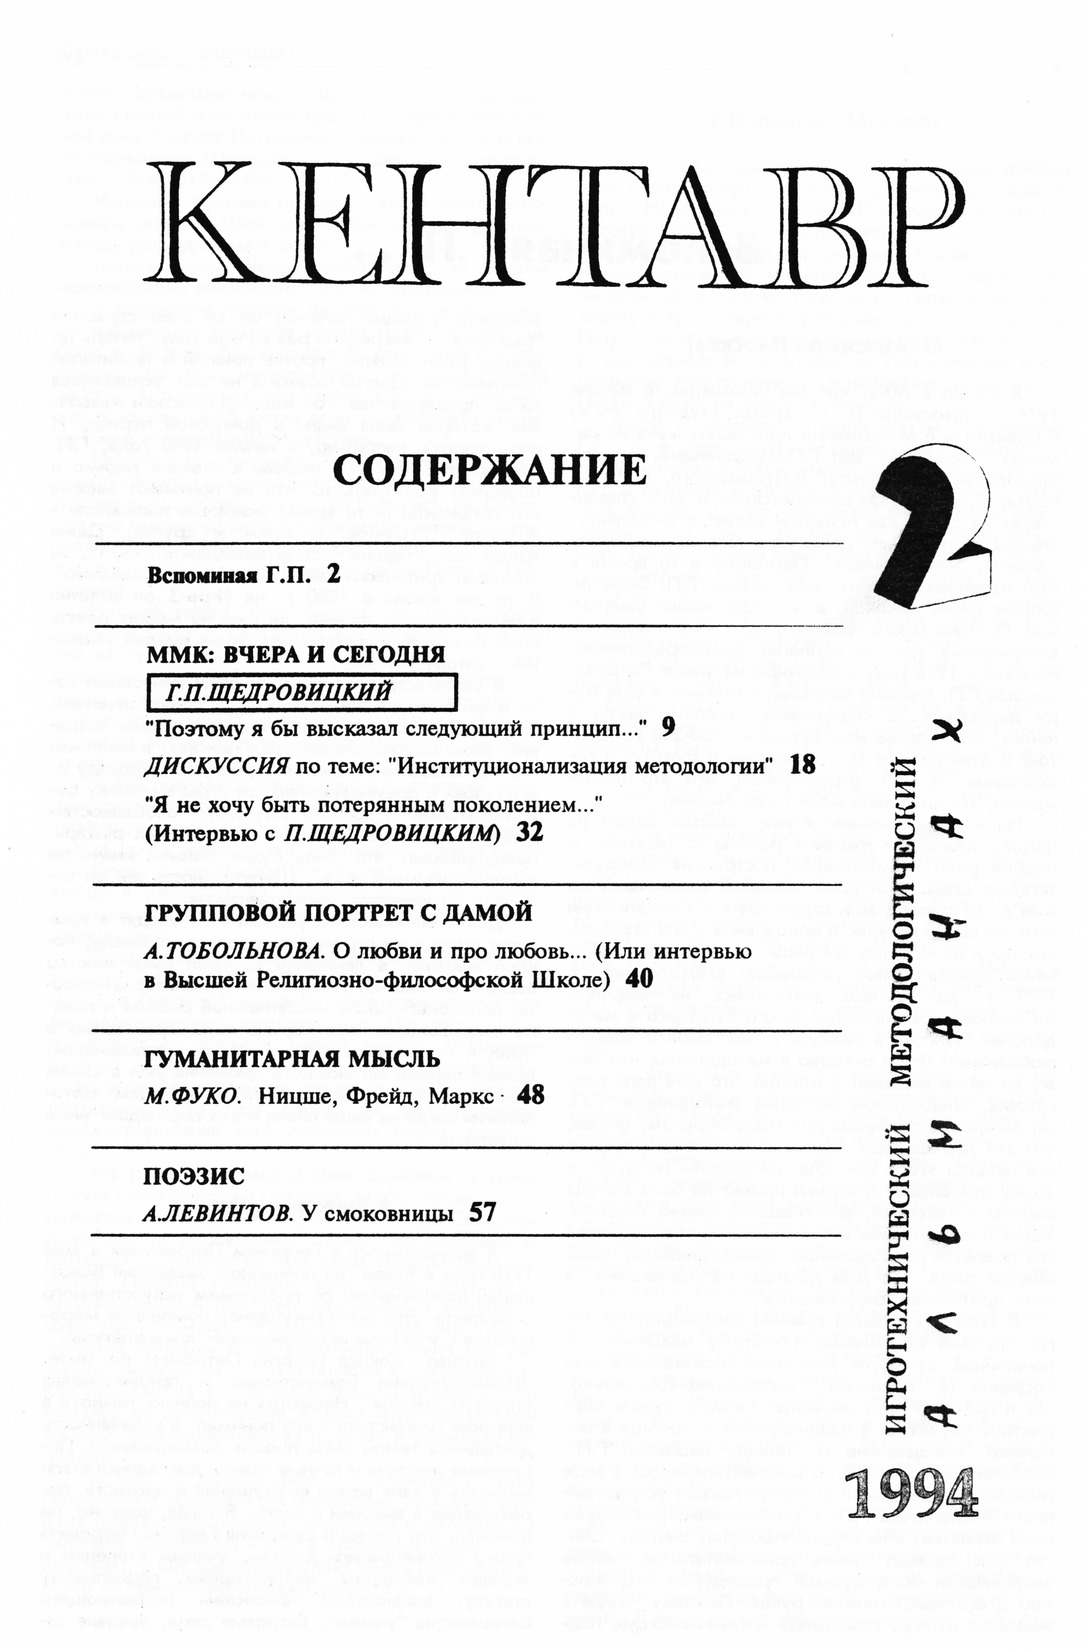 КЕНТАВР
СОДЕРЖАНИЕ
2
Вспоминая Г.П. 2
ММК: ВЧЕРА И СЕГОДНЯ
Г.П.ЩЕДРОВИЦКИЙ
"Поэтому я бы высказал следующий принцип..." 9
ДИСКУССИЯ по теме: "Институционализация методологии" 18
"Я не хочу быть потерянным поколением..."
(Интервью с П.ЩЕДРОВИЦКИМ) 32
ГРУППОВОЙ ПОРТРЕТ С ДАМОЙ
А.ТОБОЛЬНОВА. О любви и про любовь... (Или интервью
в Высшей Религиозно-философской Школе) 40
ГУМАНИТАРНАЯ МЫСЛЬ
М.ФУКО. Ницше, Фрейд, Маркс 48
ПОЭЗИС
А.ЛЕВИНТОВ. У смоковницы 57
ИГРОТЕХНИЧЕСКИЙ МЕТОДОЛОГИЧЕСКИЙ
АЛЬМАНАХ
1994